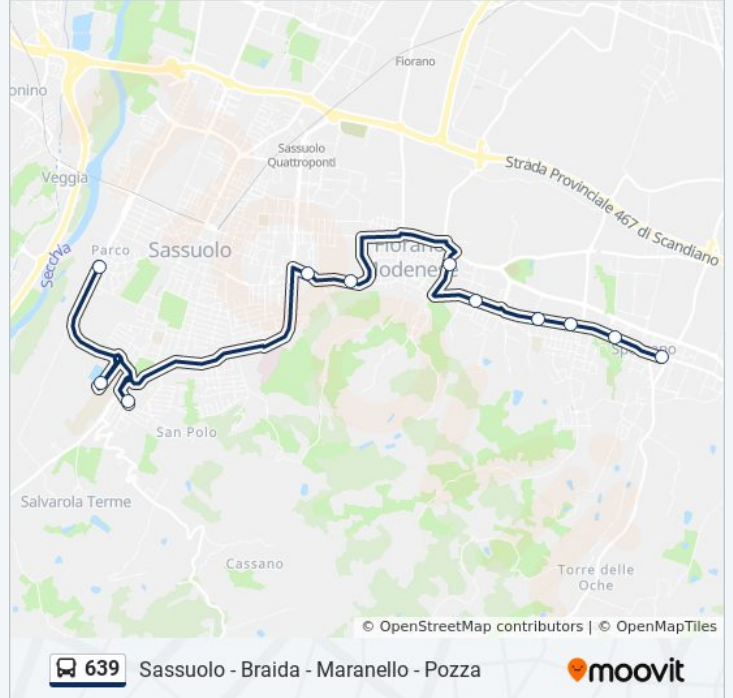 Fiorano
onino
Sassuolo
Quattroponti
Strada Provinciale 467 di Scandiano
Veggia
Secchia
Parco
Sassuolo
San Polo
Salvarola Terme
Cassano
Torre delle
Oche
© OpenStreetMap contributors | © OpenMapTiles
639 Sassuolo - Braida - Maranello - Pozza moovit